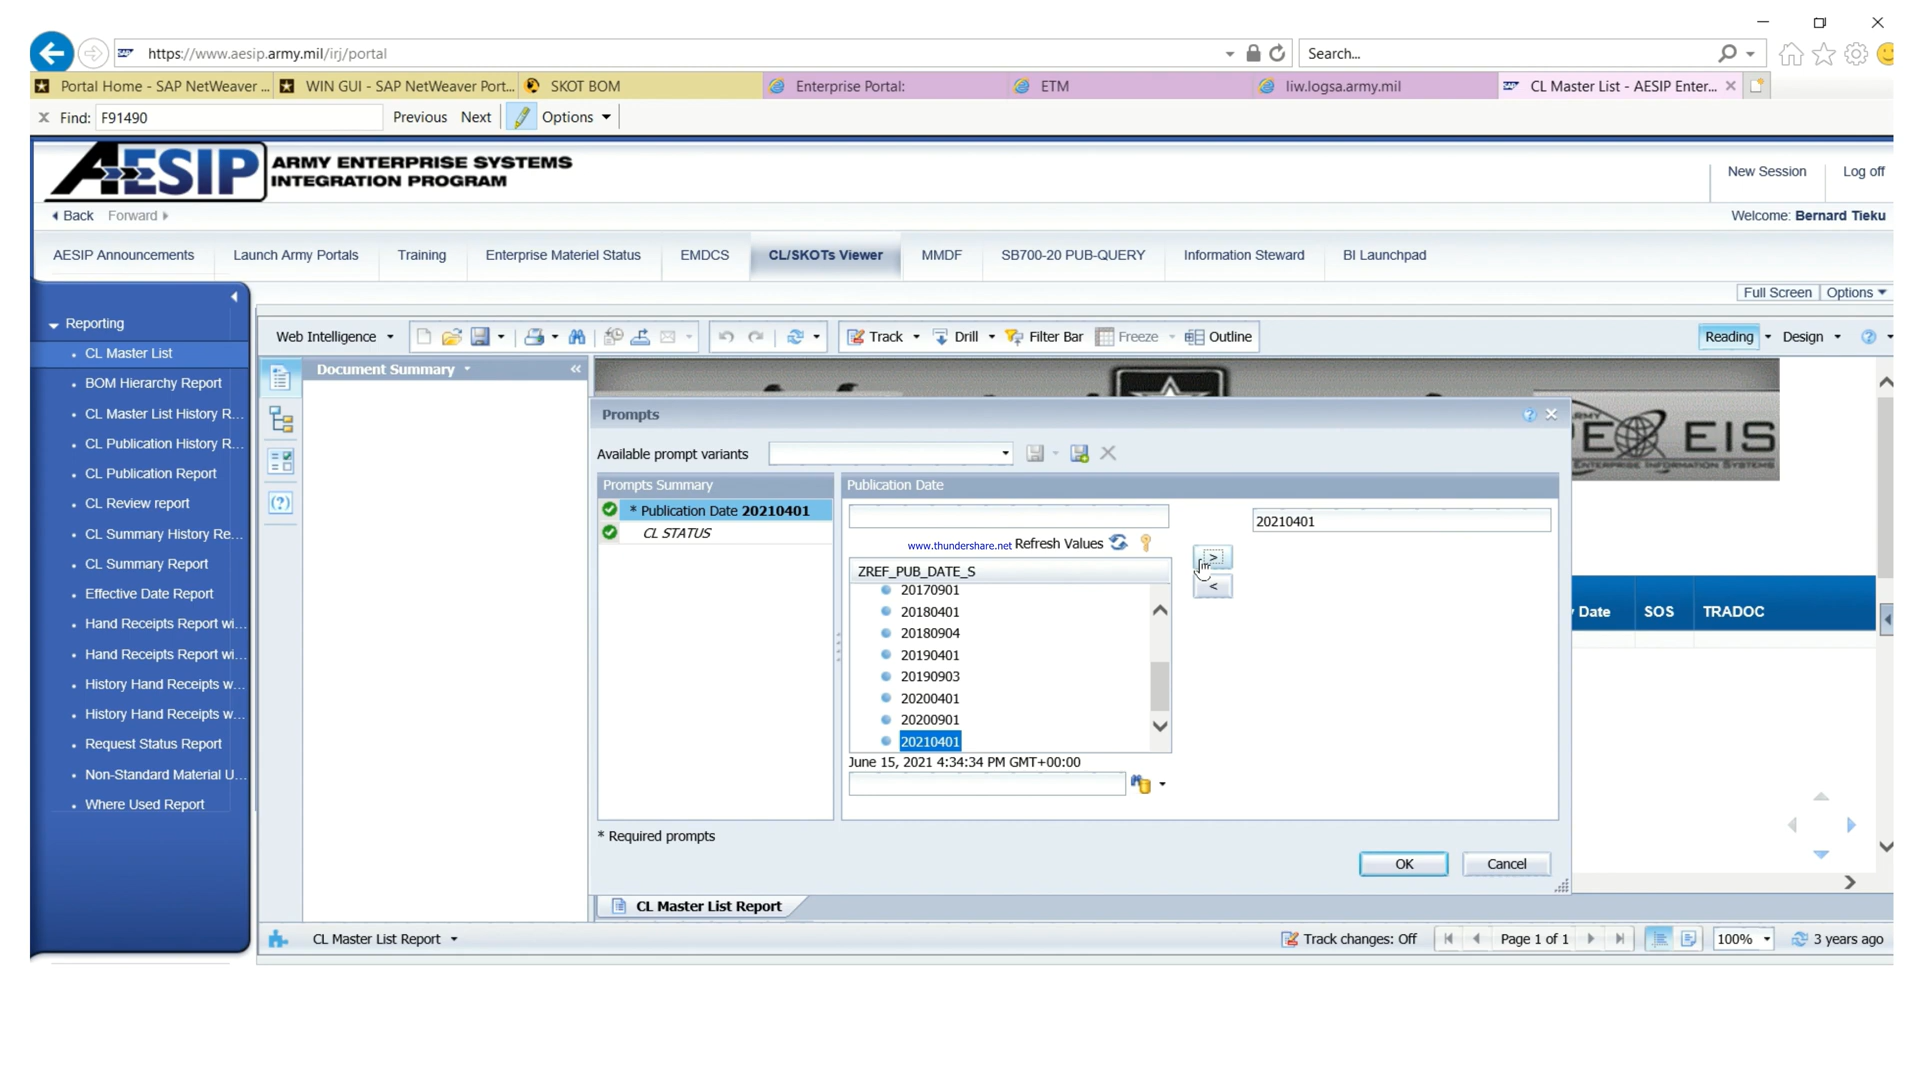 https://www.aesip.army.mil/irj/portal
Search...
Portal Home - SAP NetWeaver ...
WIN GUI - SAP NetWeaver Port...
SKOT BOM
Enterprise Portal:
ETM
liw.logsa.army.mil
CL Master List - AESIP Enter...
x Find: F91490 Previous Next Options
AESIP
ARMY ENTERPRISE SYSTEMS
INTEGRATION PROGRAM
New Session
Log off
Back Forward
Welcome: Bernard Tieku
AESIP Announcements
Launch Army Portals
Training
Enterprise Materiel Status
EMDCS
CL/SKOTs Viewer
MMDF
SB700-20 PUB-QUERY
Information Steward
BI Launchpad
Full Screen Options
Reporting
CL Master List
BOM Hierarchy Report
CL Master List History R...
CL Publication History R...
CL Publication Report
CL Review report
CL Summary History Re...
CL Summary Report
Effective Date Report
Hand Receipts Report wi...
Hand Receipts Report wi...
History Hand Receipts w...
History Hand Receipts w...
Request Status Report
Non-Standard Material U...
Where Used Report
Web Intelligence
Track
Drill
Filter Bar
Freeze
Outline
Reading
Design
Document Summary
EIS
ENTERPRISE INFORMATION SYSTEMS
Date
SOS
TRADOC
Prompts
Available prompt variants
Prompts Summary
* Publication Date 20210401
CL STATUS
Publication Date
20210401
www.thundershare.net Refresh Values
>
<
ZREF_PUB_DATE_S
20170901
20180401
20180904
20190401
20190903
20200401
20200901
20210401
June 15, 2021 4:34:34 PM GMT+00:00
* Required prompts
OK
Cancel
CL Master List Report
CL Master List Report
Track changes: Off
Page 1 of 1
100%
3 years ago